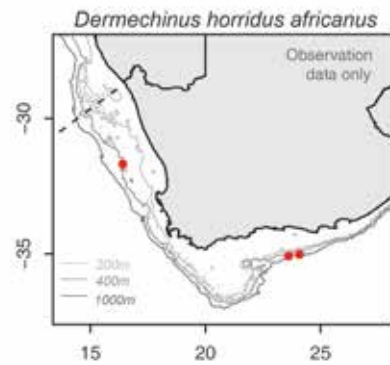 Dermechinus horridus africanus
Observation
data only
-30
-35
200m
400m
1000m
15 20 25